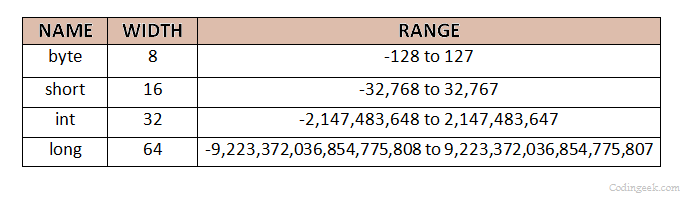 NAME WIDTH RANGE
byte 8 -128 to 127
short 16 -32,768 to 32,767
int 32 -2,147,483,648 to 2,147,483,647
long 64 -9,223,372,036,854,775,808 to 9,223,372,036,854,775,807
Codingeek.com